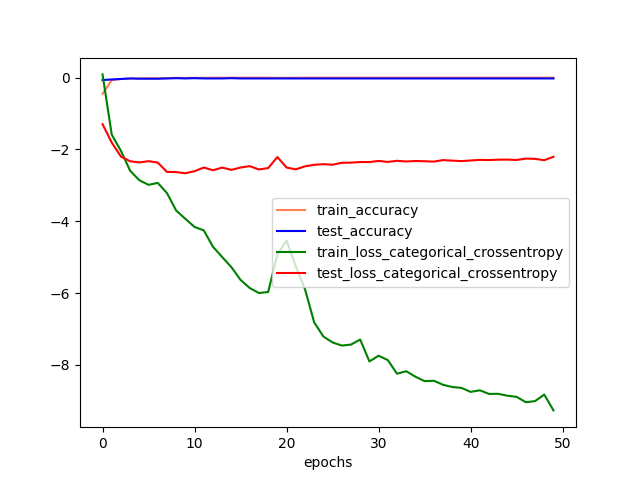 0
−2
−4
−6
−8
train_accuracy
test_accuracy
train_loss_categorical_crossentropy
test_loss_categorical_crossentropy
0 10 20 30 40 50
epochs